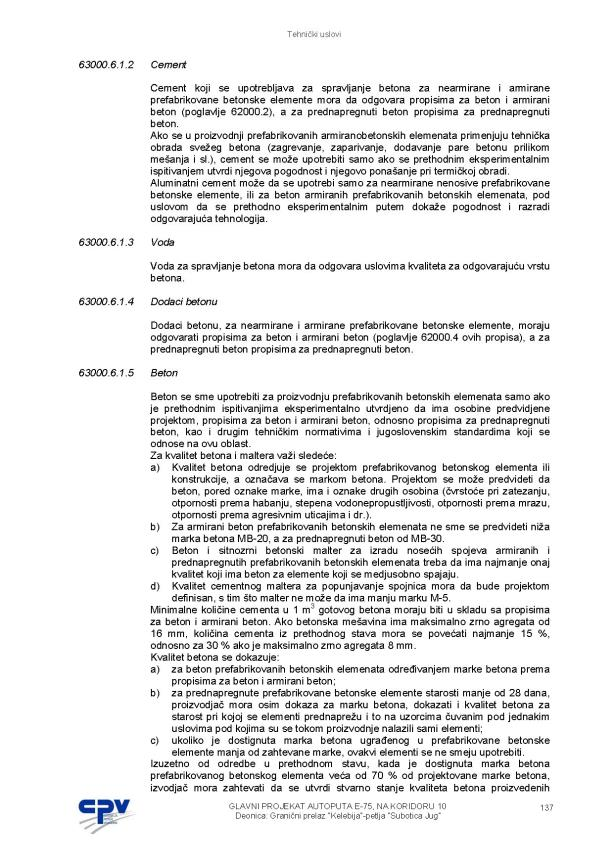 Tehnički uslovi
63000.6.1.2 Cement
Cement koji se upotrebljava za spravljanje betona za nearmirane i armirane
prefabrikovane betonske elemente mora da odgovara propisima za beton i armirani
beton (poglavlje 62000.2), a za prednapregnuti beton propisima za prednapregnuti
beton.
Ako se u proizvodnji prefabrikovanih armiranobetonskih elemenata primenjuju tehnička
obrada svežeg betona (zagrevanje, zaparivanje, dodavanje pare betonu prilikom
mešanja i sl.), cement se može upotrebiti samo ako se prethodnim eksperimentalnim
ispitivanjem utvrdi njegova pogodnost i njegovo ponašanje pri termičkoj obradi.
Aluminatni cement može da se upotrebi samo za nearmirane nenosive prefabrikovane
betonske elemente, ili za beton armiranih prefabrikovanih betonskih elemenata, pod
uslovom da se prethodno eksperimentalnim putem dokaže pogodnost i razradi
odgovarajuća tehnologija.
63000.6.1.3 Voda
Voda za spravljanje betona mora da odgovara uslovima kvaliteta za odgovarajuću vrstu
betona.
63000.6.1.4 Dodaci betonu
Dodaci betonu, za nearmirane i armirane prefabrikovane betonske elemente, moraju
odgovarati propisima za beton i armirani beton (poglavlje 62000.4 ovih propisa), a za
prednapregnuti beton propisima za prednapregnuti beton.
63000.6.1.5 Beton
Beton se sme upotrebiti za proizvodnju prefabrikovanih betonskih elemenata samo ako
je prethodnim ispitivanjima eksperimentalno utvrdjeno da ima osobine predvidjene
projektom, propisima za beton i armirani beton, odnosno propisima za prednapregnuti
beton, kao i drugim tehničkim normativima i jugoslovenskim standardima koji se
odnose na ovu oblast.
Za kvalitet betona i maltera važi sledeće:
a) Kvalitet betona odredjuje se projektom prefabrikovanog betonskog elementa ili
konstrukcije, a označava se markom betona. Projektom se može predvideti da
beton, pored oznake marke, ima i oznake drugih osobina (čvrstoće pri zatezanju,
otpornosti prema habanju, stepena vodonepropustljivosti, otpornosti prema mrazu,
otpornosti prema agresivnim uticajima i dr.).
b) Za armirani beton prefabrikovanih betonskih elemenata ne sme se predvideti niža
marka betona MB-20, a za prednapregnuti beton od MB-30.
c) Beton i sitnozrni betonski malter za izradu nosećih spojeva armiranih i
prednapregnutih prefabrikovanih betonskih elemenata treba da ima najmanje onaj
kvalitet koji ima beton za elemente koji se medjusobno spajaju.
d) Kvalitet cementnog maltera za popunjavanje spojnica mora da bude projektom
definisan, s tim što malter ne može da ima manju marku M-5.
Minimalne količine cementa u 1 m³ gotovog betona moraju biti u skladu sa propisima
za beton i armirani beton. Ako betonska mešavina ima maksimalno zrno agregata od
16 mm, količina cementa iz prethodnog stava mora se povećati najmanje 15 %,
odnosno za 30 % ako je maksimalno zrno agregata 8 mm.
Kvalitet betona se dokazuje:
a) za beton prefabrikovanih betonskih elemenata određivanjem marke betona prema
propisima za beton i armirani beton;
b) za prednapregnute prefabrikovane betonske elemente starosti manje od 28 dana,
proizvodjač mora osim dokaza za marku betona, dokazati i kvalitet betona za
starost pri kojoj se elementi prednaprežu i to na uzorcima čuvanim pod jednakim
uslovima pod kojima su se tokom proizvodnje nalazili sami elementi;
c) ukoliko je dostignuta marka betona ugrađenog u prefabrikovane betonske
elemente manja od zahtevane marke, ovakvi elementi se ne smeju upotrebiti.
Izuzetno od odredbe u prethodnom stavu, kada je dostignuta marka betona
prefabrikovanog betonskog elementa veća od 70 % od projektovane marke betona,
izvodjač mora zahtevati da se utvrdi stvarno stanje kvaliteta betona proizvedenih
CPV
GLAVNI PROJEKAT AUTOPUTA E-75, NA KORIDORU 10
Deonica: Granični prelaz "Kelebija"-petlja "Subotica Jug"
137